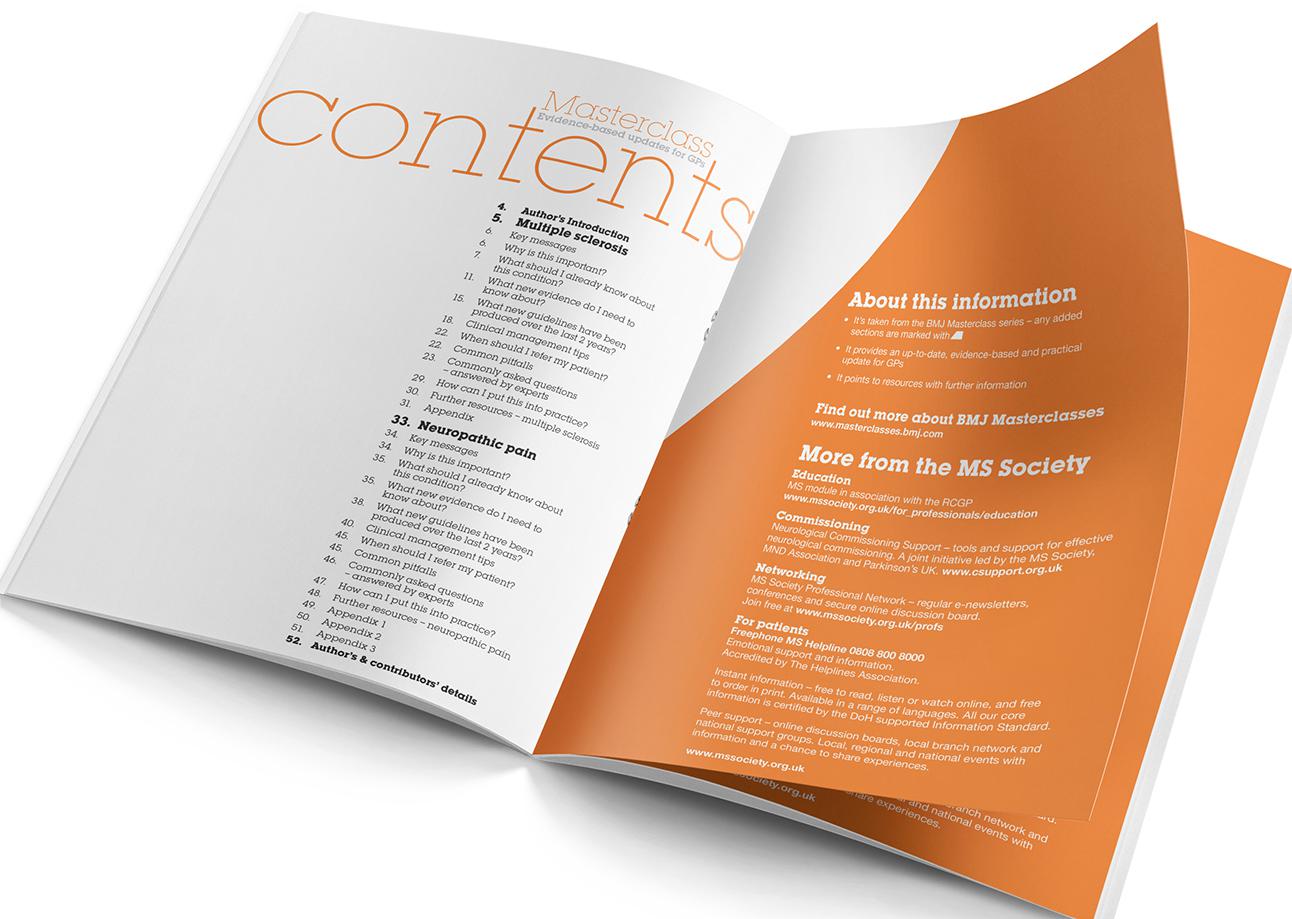 Masterclass
Evidence-based updates for GPs
contents
4. Author's Introduction
5. Multiple sclerosis
6. Key messages
6. Why is this important?
7. What should I already know about
this condition?
11. What new evidence do I need to
know about?
15. What new guidelines have been
produced over the last 2 years?
18. Clinical management tips
22. When should I refer my patient?
22. Common pitfalls
23. Commonly asked questions
– answered by experts
29. How can I put this into practice?
30. Further resources – multiple sclerosis
31. Appendix
33. Neuropathic pain
34. Key messages
34. Why is this important?
35. What should I already know about
this condition?
35. What new evidence do I need to
know about?
38. What new guidelines have been
produced over the last 2 years?
40. Clinical management tips
45. When should I refer my patient?
45. Common pitfalls
46. Commonly asked questions
– answered by experts
47. How can I put this into practice?
48. Further resources – neuropathic pain
49. Appendix 1
50. Appendix 2
51. Appendix 3
52. Author's & contributors' details
About this information
• It's taken from the BMJ Masterclass series – any added
sections are marked with
• It provides an up-to-date, evidence-based and practical
update for GPs
• It points to resources with further information
Find out more about BMJ Masterclasses
www.masterclasses.bmj.com
More from the MS Society
Education
MS module in association with the RCGP
www.mssociety.org.uk/for_professionals/education
Commissioning
Neurological Commissioning Support – tools and support for effective
neurological commissioning. A joint initiative led by the MS Society,
MND Association and Parkinson's UK. www.csupport.org.uk
Networking
MS Society Professional Network – regular e-newsletters,
conferences and secure online discussion board.
Join free at www.mssociety.org.uk/profs
For patients
Freephone MS Helpline 0808 800 8000
Emotional support and information.
Accredited by The Helplines Association.
Instant information – free to read, listen or watch online, and free
to order in print. Available in a range of languages. All our core
information is certified by the DoH supported Information Standard.
Peer support – online discussion boards, local branch network and
national support groups. Local, regional and national events with
information and a chance to share experiences.
www.mssociety.org.uk
branch network and
and national events with
share experiences.
society.org.uk